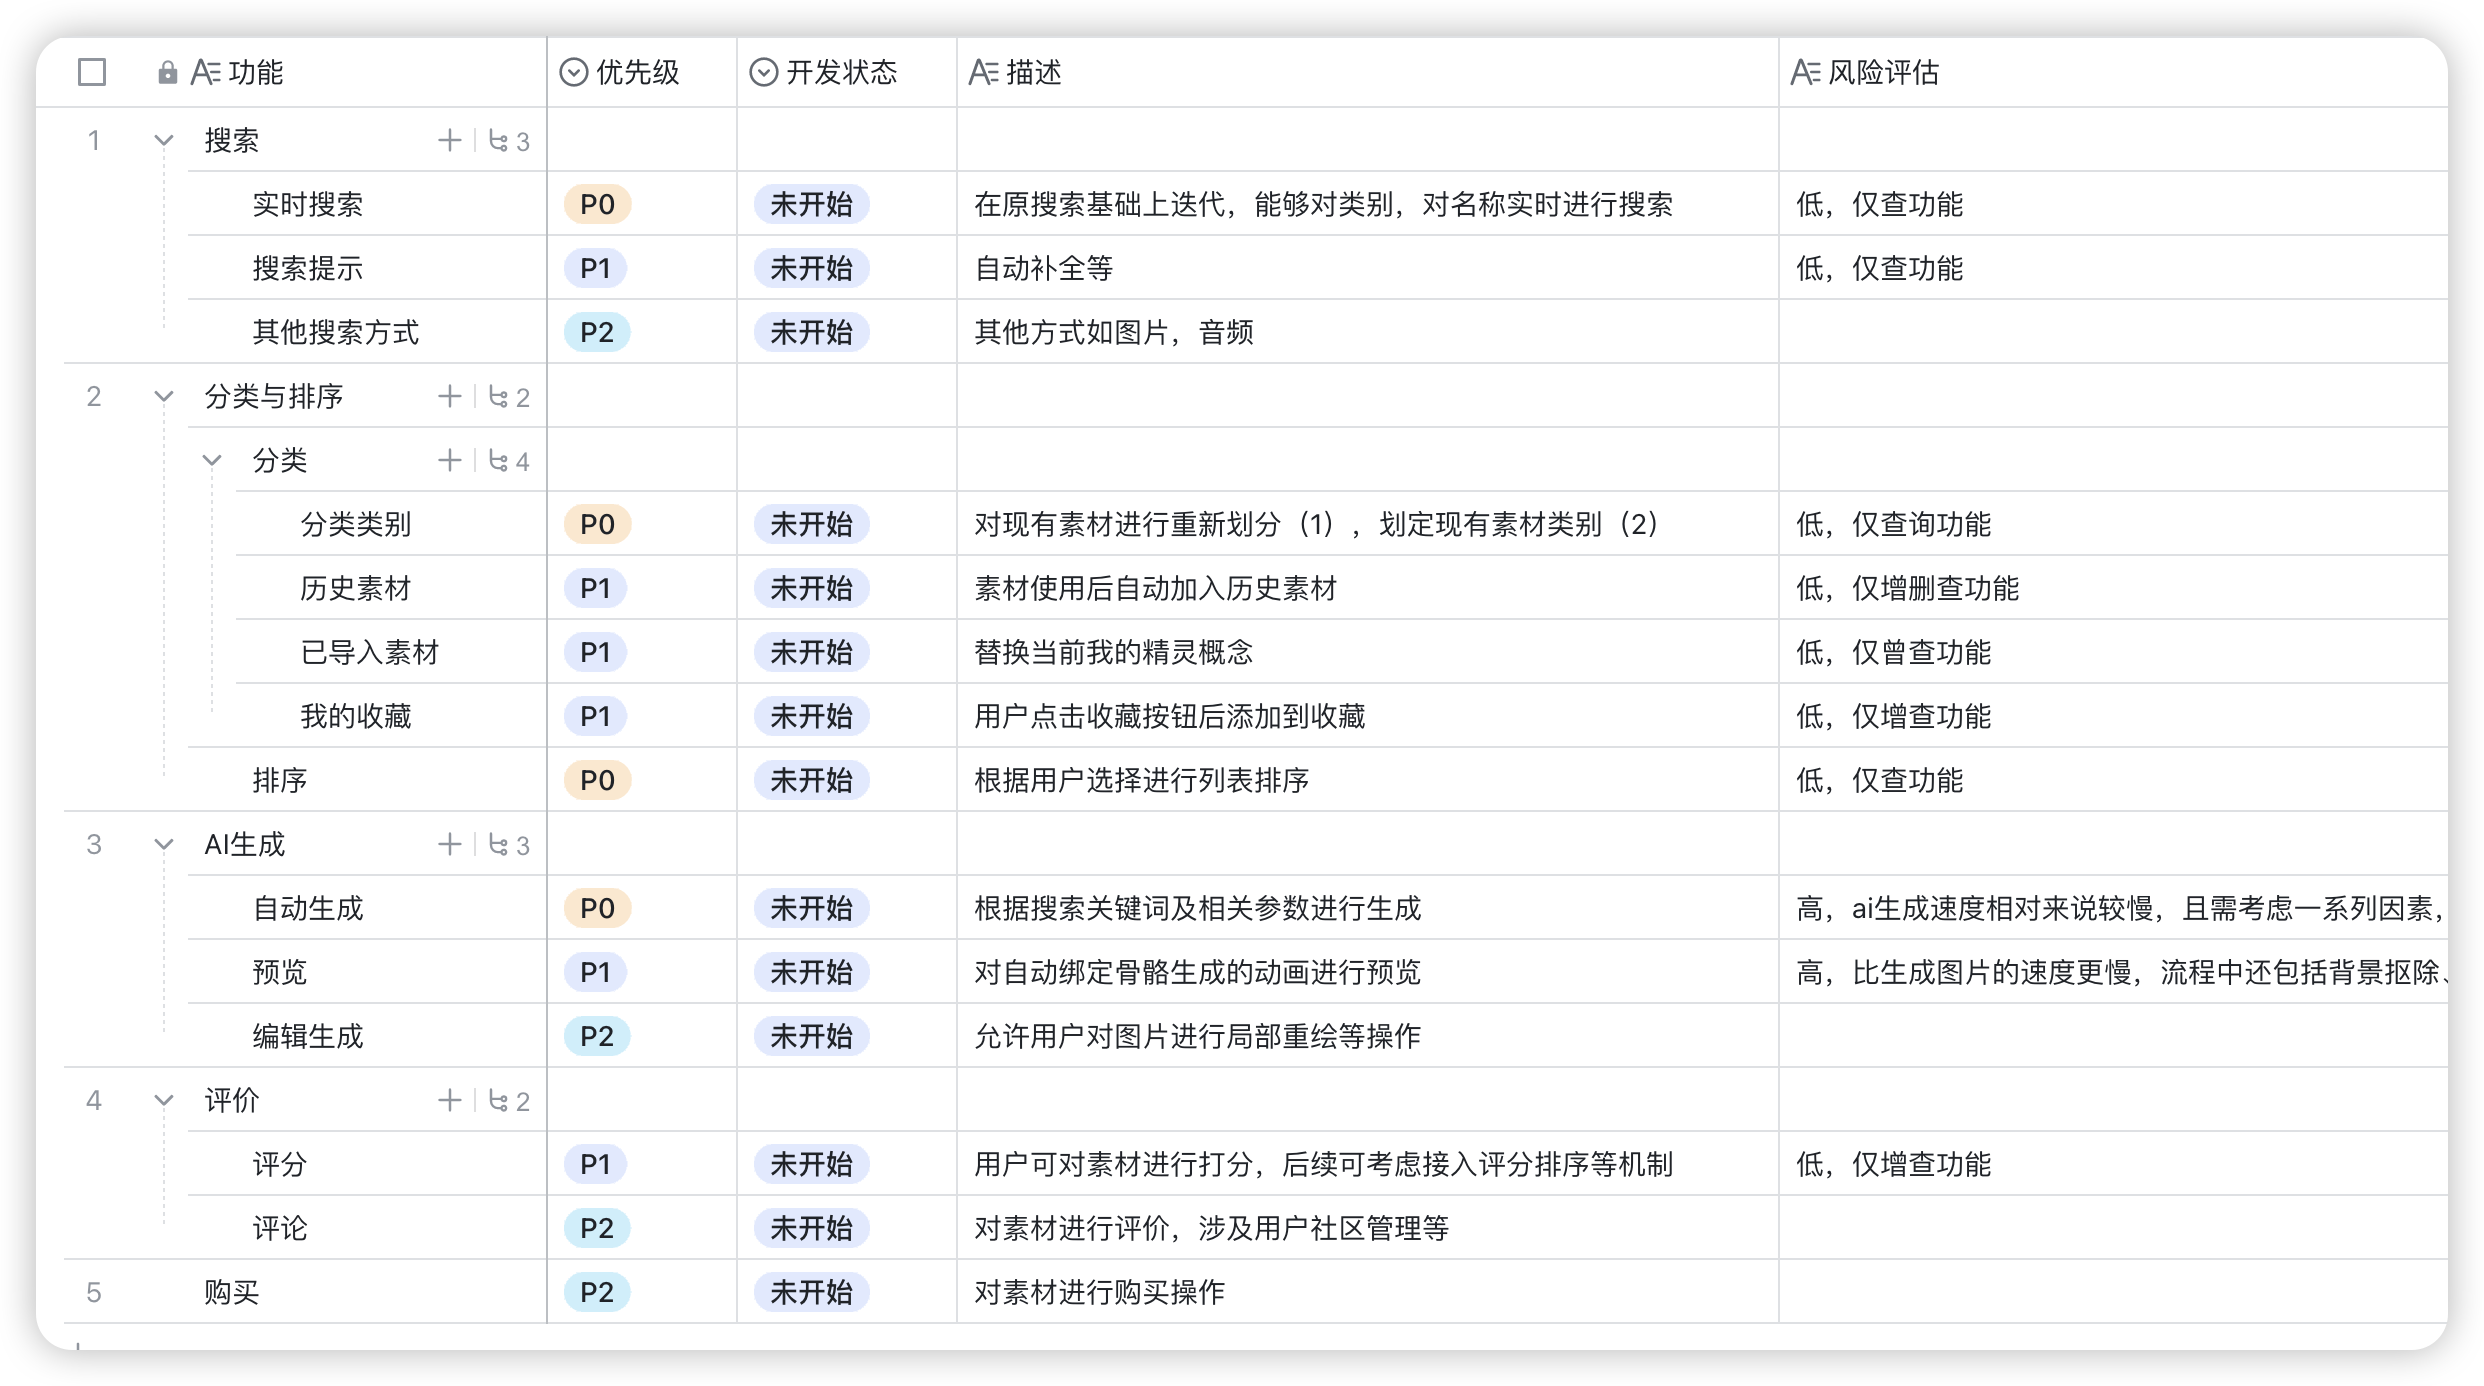 功能 优先级 开发状态 描述 风险评估
1 搜索 3
实时搜索 P0 未开始 在原搜索基础上迭代，能够对类别，对名称实时进行搜索 低，仅查功能
搜索提示 P1 未开始 自动补全等 低，仅查功能
其他搜索方式 P2 未开始 其他方式如图片，音频
2 分类与排序 2
分类 4
分类类别 P0 未开始 对现有素材进行重新划分（1），划定现有素材类别（2） 低，仅查询功能
历史素材 P1 未开始 素材使用后自动加入历史素材 低，仅增删查功能
已导入素材 P1 未开始 替换当前我的精灵概念 低，仅曾查功能
我的收藏 P1 未开始 用户点击收藏按钮后添加到收藏 低，仅增查功能
排序 P0 未开始 根据用户选择进行列表排序 低，仅查功能
3 AI生成 3
自动生成 P0 未开始 根据搜索关键词及相关参数进行生成 高，ai生成速度相对来说较慢，且需考虑一系列因素，
预览 P1 未开始 对自动绑定骨骼生成的动画进行预览 高，比生成图片的速度更慢，流程中还包括背景抠除、
编辑生成 P2 未开始 允许用户对图片进行局部重绘等操作
4 评价 2
评分 P1 未开始 用户可对素材进行打分，后续可考虑接入评分排序等机制 低，仅增查功能
评论 P2 未开始 对素材进行评价，涉及用户社区管理等
5 购买 P2 未开始 对素材进行购买操作